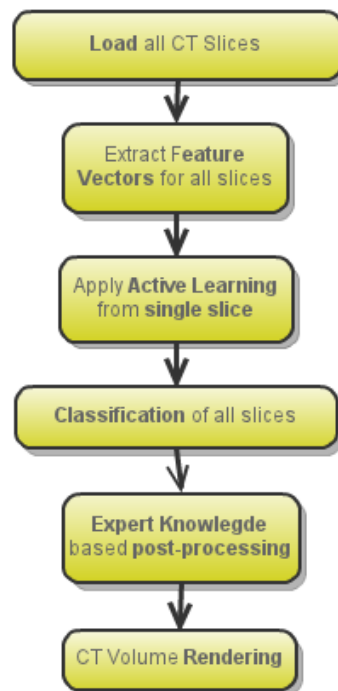 Load all CT Slices
Extract Feature
Vectors for all slices
Apply Active Learning
from single slice
Classification of all slices
Expert Knowlegde
based post-processing
CT Volume Rendering